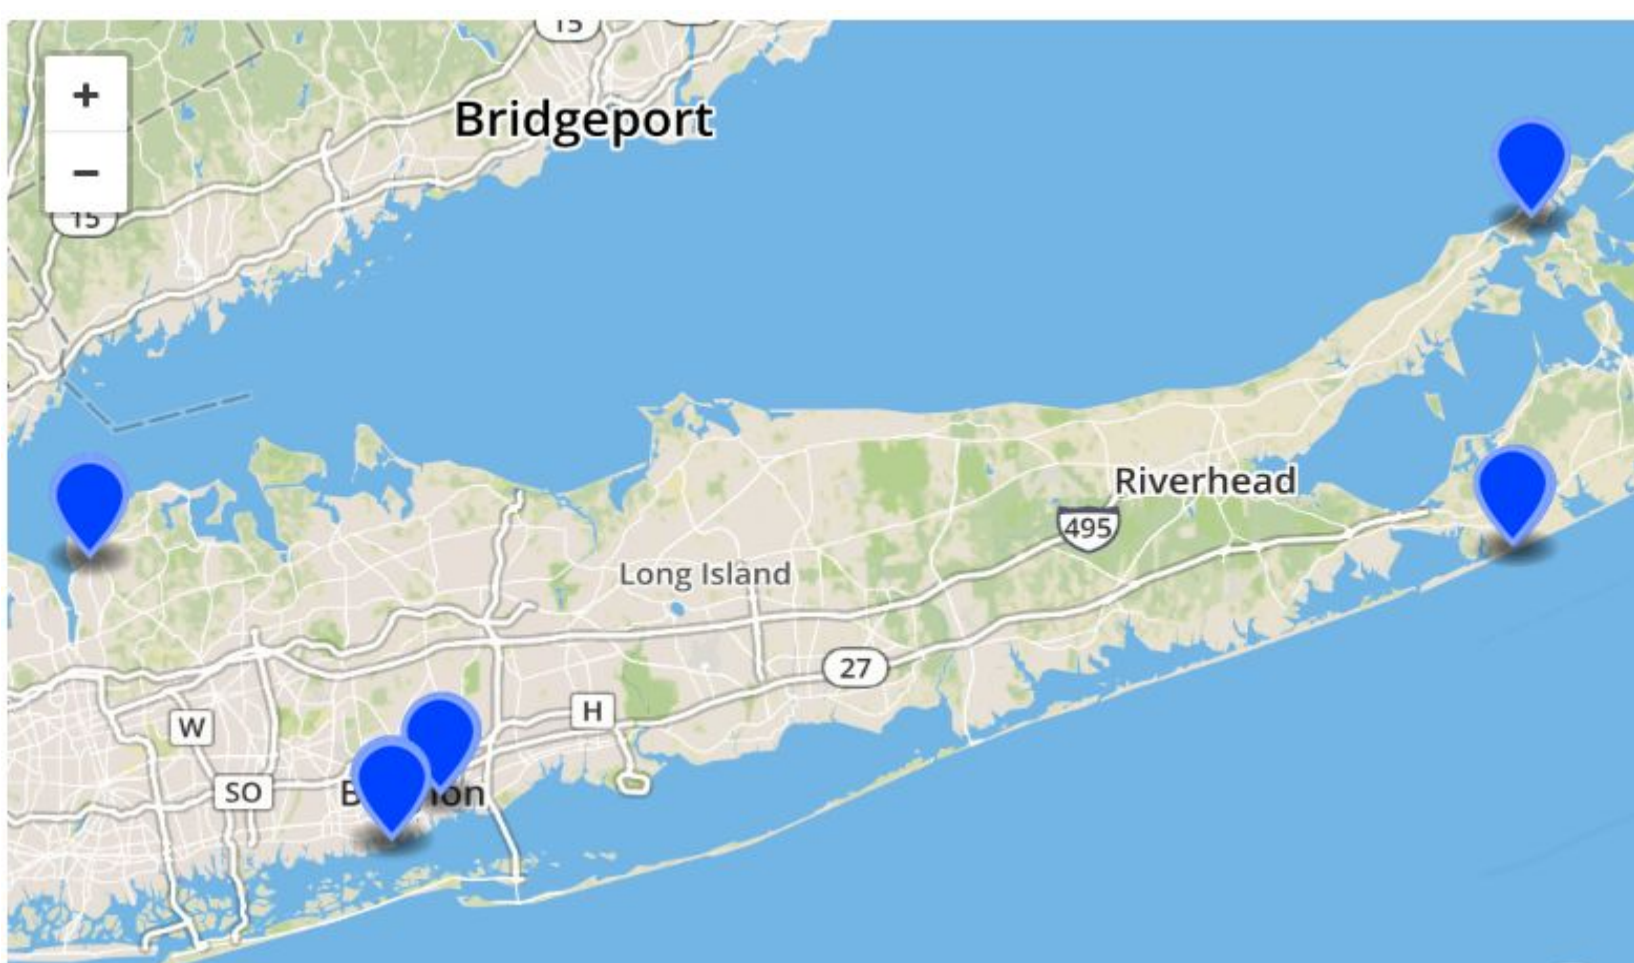 15
+
Bridgeport
−
15
Riverhead
495
Long Island
27
H
W
SO